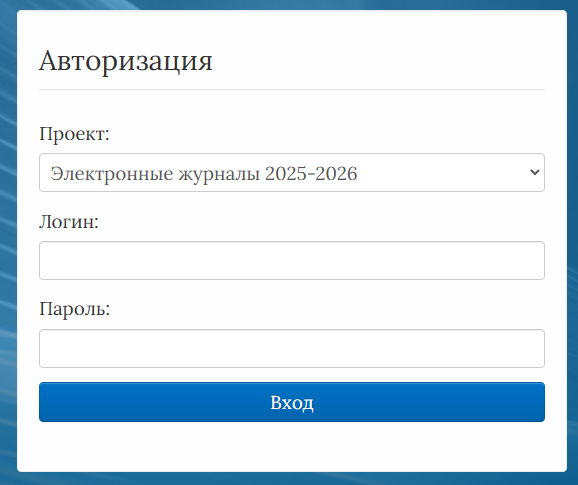 Авторизация
Проект:
Электронные журналы 2025-2026
Логин:
Пароль:
Вход